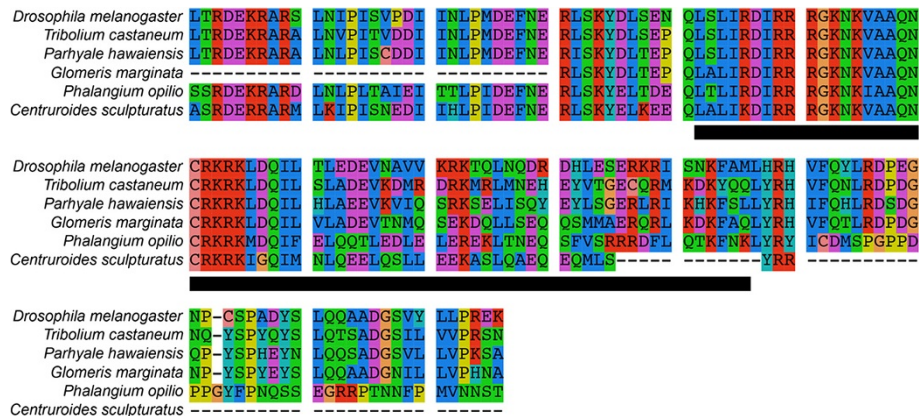 Drosophila melanogaster LTRDEKRARS LNIPISVPDI INLPMDEFNE RLSKYDLSEN QLSLIRDIRR RGKNKVAAQN
Tribolium castaneum LTRDEKRARA LNVPITVDDI INLPMDEFNE RLSKYDLSEP QLSLIRDIRR RGKNKVAAQN
Parhyale hawaiensis LTRDEKRARA LNIPISCDDI INLPMDEFNE RISKYDLTEP QLSLIRDIRR RGKNKVAAQN
Glomeris marginata ---------- ---------- ---------- RLSKYDLTEP QLALIRDIRR RGKNKVAAQN
Phalangium opilio SSRDEKRARD LNLPLTAIEI TTLPIDEFNE RLSKYELTDE QLTLIRDIRR RGKNKIAAQN
Centruroides sculpturatus ASRDERRARM LKIPISNEDI IHLPIDEFNE RLSKYELKEE QLALIKDIRR RGKNKVAAQN
Drosophila melanogaster CRKRKLDQIL TLEDEVNAVV KRKTQLNQDR DHLESERKRI SNKFAMLHRH VFQYLRDPEG
Tribolium castaneum CRKRKLDQIL SLADEVKDMR DRKMRLMNEH EYVTGECQRM KDKYQQLYRH VFQNLRDPDG
Parhyale hawaiensis CRKRKLDQIL HLAEEVKVIQ SRKSELISQY EYLSGERLRI KHKFSLLYRH IFQHLRDSDG
Glomeris marginata CRKRKLDQIL VLADEVTNMQ SEKDQLLSEQ QSMMAERQRL KDKFAQLYRH VFQTLRDPDG
Phalangium opilio CRKRKMDQIF ELQQTLEDLE LEREKLTNEQ SFVSRRRDFL QTKFNKLYRY ICDMSPGPPD
Centruroides sculpturatus CRKRKIGQIM NLQEELQSLL EEKASLQAEQ EQMLS----- -------YRR ----------
Drosophila melanogaster NP-CSPADYS LQQAADGSVY LLPREK
Tribolium castaneum NQ-YSPYQYL LQTSADGSIL VVPRSN
Parhyale hawaiensis QP-YSPHEYN LQQSADGSVL LVPKSA
Glomeris marginata NP-YSPYEYS LQQAADGNIL LVPHNA
Phalangium opilio PPGYFPNQSS EGRRPTNNFP MVNNST
Centruroides sculpturatus ---------- ---------- ------